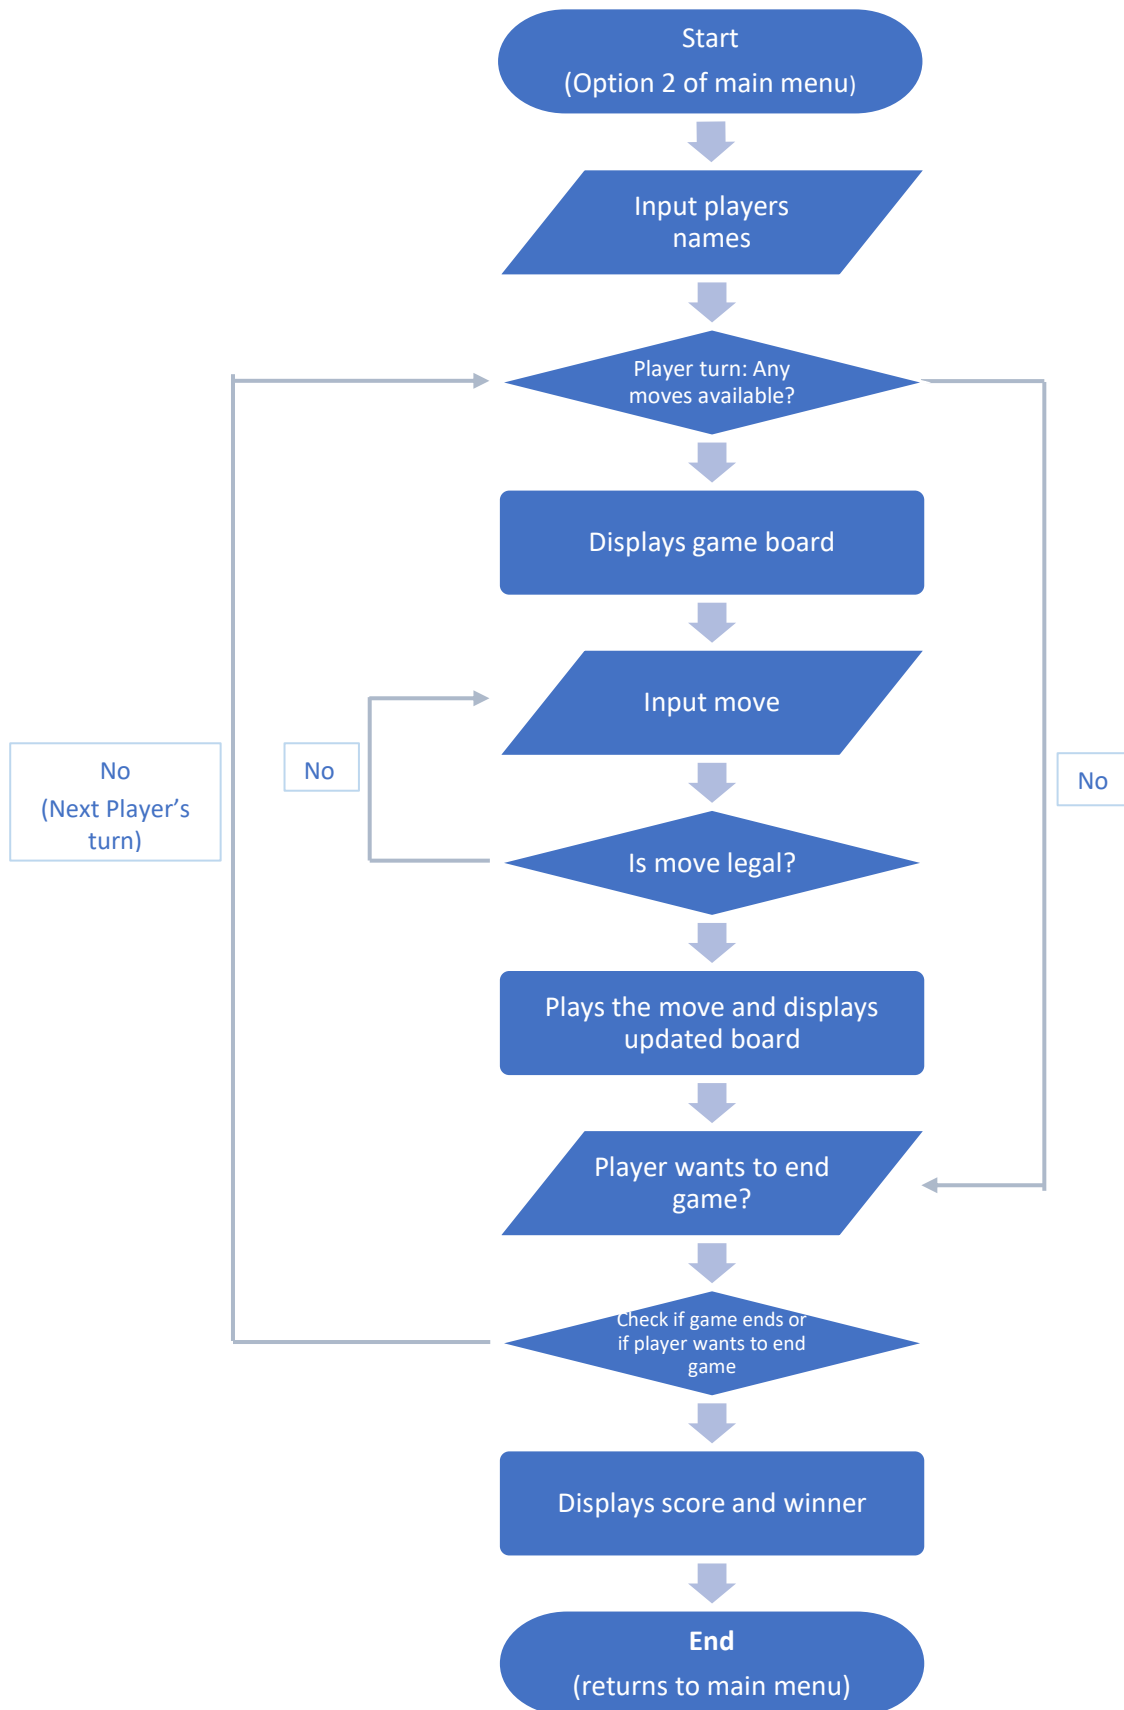 Start
(Option 2 of main menu)
Input players
names
Player turn: Any
moves available?
Displays game board
Input move
No
(Next Player's
turn)
No
No
Is move legal?
Plays the move and displays
updated board
Player wants to end
game?
Check if game ends or
if player wants to end
game
Displays score and winner
End
(returns to main menu)